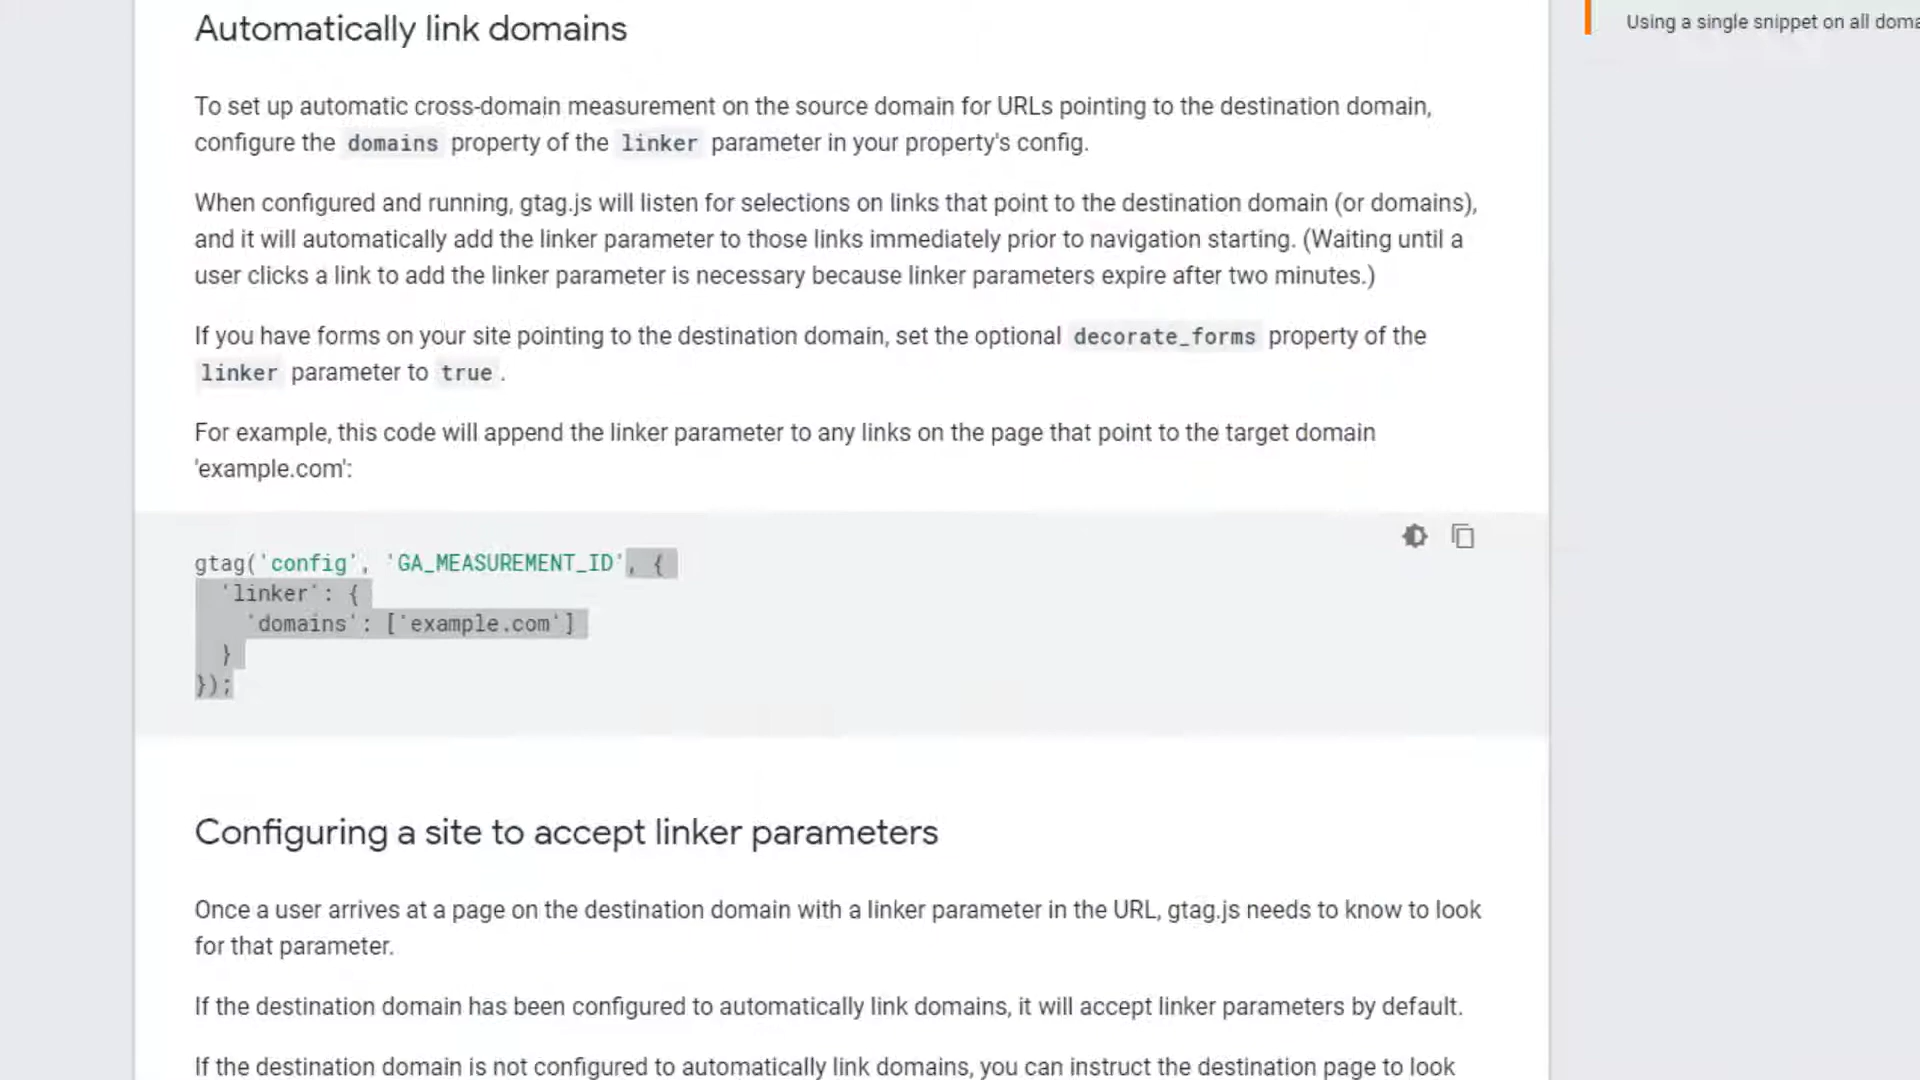 Automatically link domains
Using a single snippet on all doma
To set up automatic cross-domain measurement on the source domain for URLs pointing to the destination domain,
configure the domains property of the linker parameter in your property's config.
When configured and running, gtag.js will listen for selections on links that point to the destination domain (or domains),
and it will automatically add the linker parameter to those links immediately prior to navigation starting. (Waiting until a
user clicks a link to add the linker parameter is necessary because linker parameters expire after two minutes.)
If you have forms on your site pointing to the destination domain, set the optional decorate_forms property of the
linker parameter to true.
For example, this code will append the linker parameter to any links on the page that point to the target domain
'example.com':
gtag('config', 'GA_MEASUREMENT_ID', {
  'linker': {
    'domains': ['example.com']
  }
});
Configuring a site to accept linker parameters
Once a user arrives at a page on the destination domain with a linker parameter in the URL, gtag.js needs to know to look
for that parameter.
If the destination domain has been configured to automatically link domains, it will accept linker parameters by default.
If the destination domain is not configured to automatically link domains, you can instruct the destination page to look